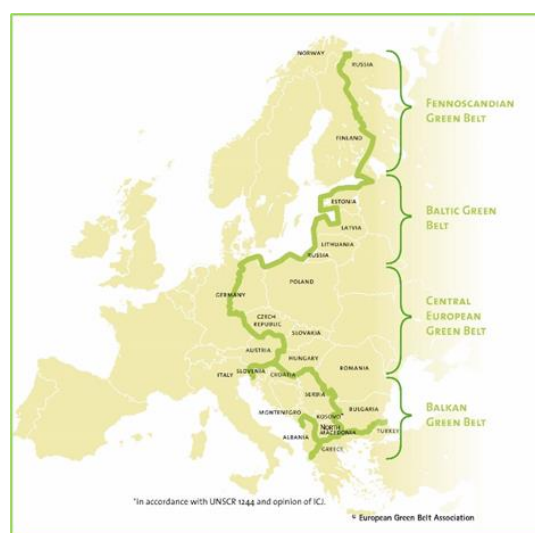 NORWAY
RUSSIA
FENNOSCANDIAN
GREEN BELT
FINLAND
ESTONIA
BALTIC GREEN
BELT
LATVIA
LITHUANIA
RUSSIA
POLAND
GERMANY
CENTRAL
EUROPEAN
GREEN BELT
CZECH
REPUBLIC
SLOVAKIA
AUSTRIA
HUNGARY
ITALY
SLOVENIA
CROATIA
ROMANIA
SERBIA
BALKAN
GREEN BELT
MONTENEGRO
KOSOVO*
BULGARIA
NORTH
MACEDONIA
TURKEY
ALBANIA
GREECE
*in accordance with UNSCR 1244 and opinion of ICJ.
© European Green Belt Association